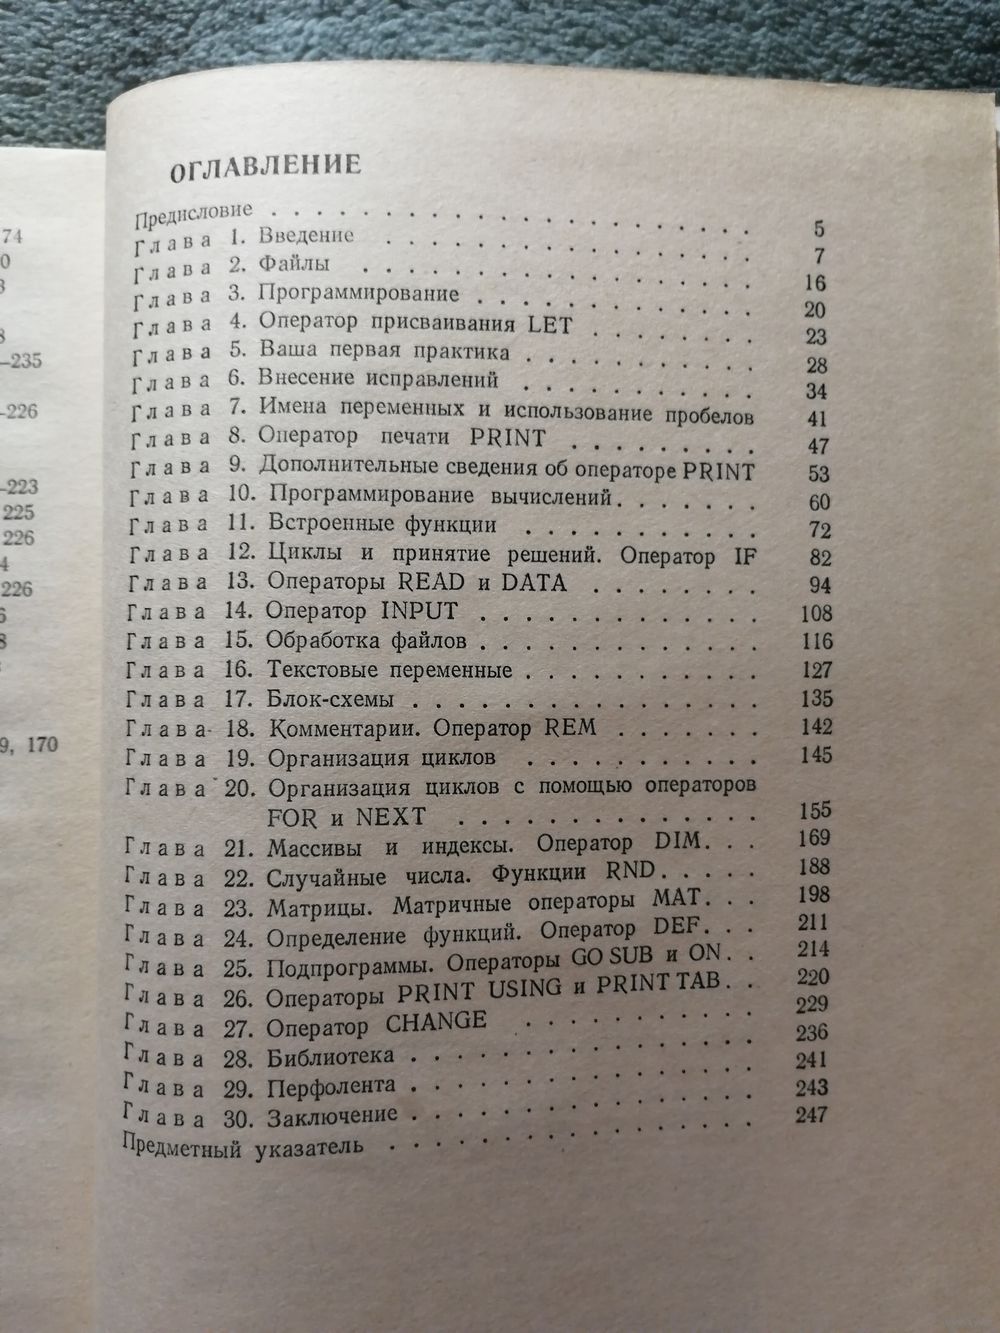 74
0
3
8
–235
-226
–223
225
226
4
226
6
8
9, 170
ОГЛАВЛЕНИЕ
Предисловие . . . . . . . . . . . . . . . . . . . . . 5
Глава 1. Введение . . . . . . . . . . . . . . . . 7
Глава 2. Файлы . . . . . . . . . . . . . . . . . 16
Глава 3. Программирование . . . . . . . . . . . . 20
Глава 4. Оператор присваивания LET . . . . . . . 23
Глава 5. Ваша первая практика . . . . . . . . . . 28
Глава 6. Внесение исправлений . . . . . . . . . . 34
Глава 7. Имена переменных и использование пробелов 41
Глава 8. Оператор печати PRINT . . . . . . . . 47
Глава 9. Дополнительные сведения об операторе PRINT 53
Глава 10. Программирование вычислений . . . . . . . 60
Глава 11. Встроенные функции . . . . . . . . . . . 72
Глава 12. Циклы и принятие решений. Оператор IF 82
Глава 13. Операторы READ и DATA . . . . . . . . 94
Глава 14. Оператор INPUT . . . . . . . . . . . . . 108
Глава 15. Обработка файлов . . . . . . . . . . . . . 116
Глава 16. Текстовые переменные . . . . . . . . . . . 127
Глава 17. Блок-схемы . . . . . . . . . . . . . . . . 135
Глава 18. Комментарии. Оператор REM . . . . . . . 142
Глава 19. Организация циклов . . . . . . . . . . . 145
Глава 20. Организация циклов с помощью операторов
FOR и NEXT . . . . . . . . . . . . . . 155
Глава 21. Массивы и индексы. Оператор DIM . . . 169
Глава 22. Случайные числа. Функции RND . . . . . 188
Глава 23. Матрицы. Матричные операторы MAT . . . 198
Глава 24. Определение функций. Оператор DEF . . . 211
Глава 25. Подпрограммы. Операторы GO SUB и ON . . 214
Глава 26. Операторы PRINT USING и PRINT TAB . . 220
Глава 27. Оператор CHANGE . . . . . . . . . . . 229
Глава 28. Библиотека . . . . . . . . . . . . . . . . 236
Глава 29. Перфолента . . . . . . . . . . . . . . . . 241
Глава 30. Заключение . . . . . . . . . . . . . . . . 243
Предметный указатель . . . . . . . . . . . . . . . . 247